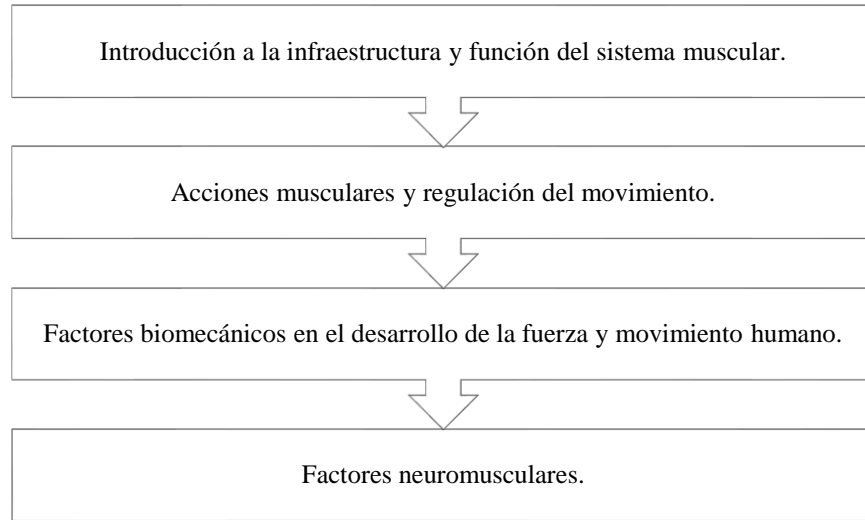 Introducción a la infraestructura y función del sistema muscular.
Acciones musculares y regulación del movimiento.
Factores biomecánicos en el desarrollo de la fuerza y movimiento humano.
Factores neuromusculares.